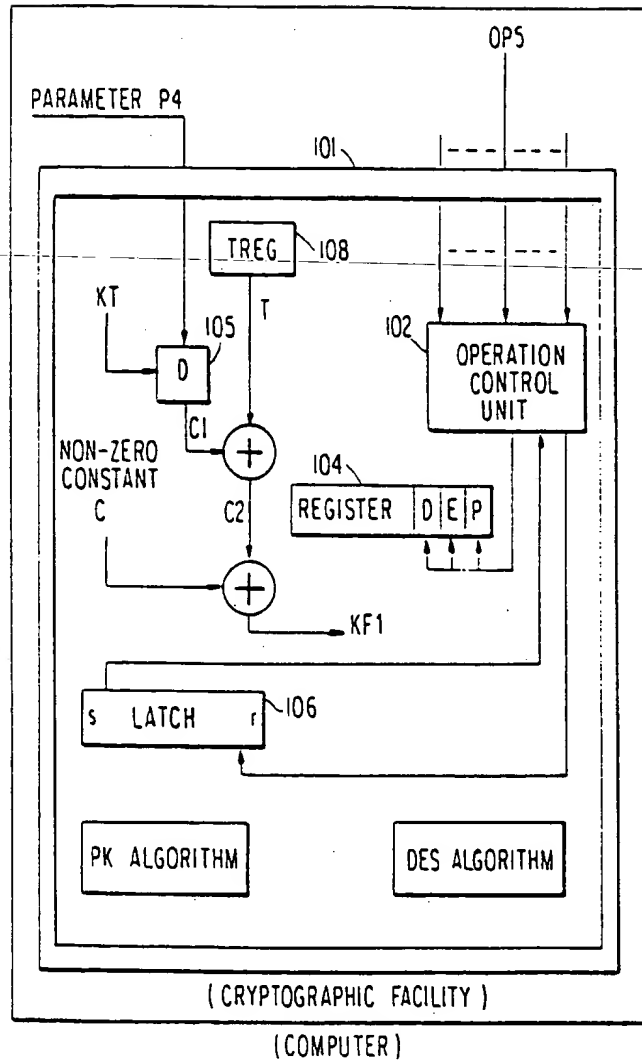 OPS
PARAMETER P4
101
TREG
108
KT
105
T
102
D
OPERATION
CONTROL
UNIT
C1
NON-ZERO
CONSTANT
C
104
C2
REGISTER D E P
KF1
106
s LATCH r
PK ALGORITHM
DES ALGORITHM
(CRYPTOGRAPHIC FACILITY)
(COMPUTER)